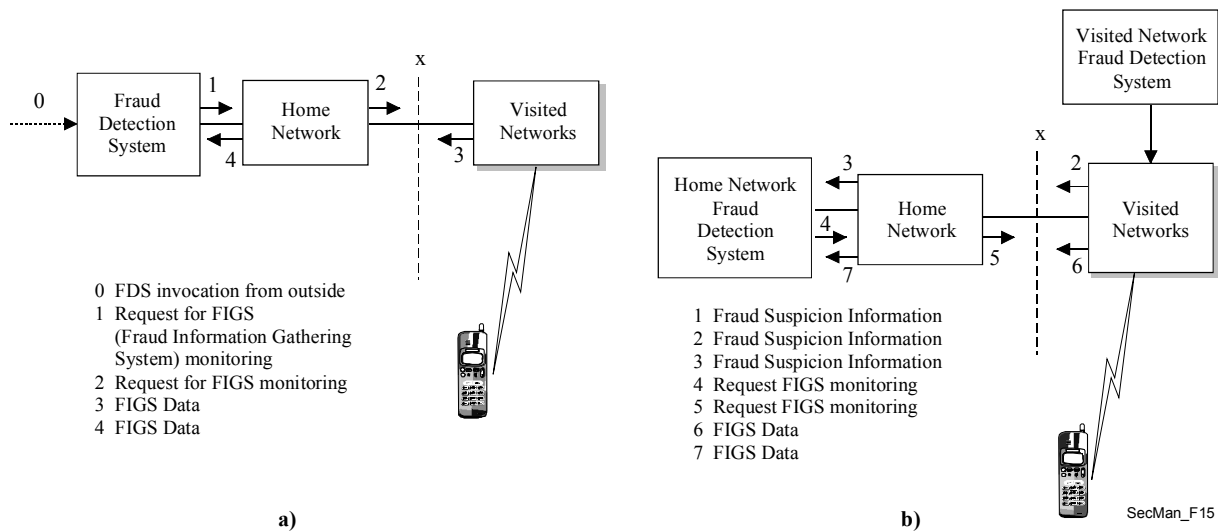 x
0
1
Fraud
Detection
System
4
Home
Network
2
3
Visited
Networks
0 FDS invocation from outside
1 Request for FIGS
(Fraud Information Gathering
System) monitoring
2 Request for FIGS monitoring
3 FIGS Data
4 FIGS Data
a)
Visited Network
Fraud Detection
System
x
2
3
Home Network
Fraud
Detection
System
4
7
Home
Network
5
6
Visited
Networks
1 Fraud Suspicion Information
2 Fraud Suspicion Information
3 Fraud Suspicion Information
4 Request FIGS monitoring
5 Request FIGS monitoring
6 FIGS Data
7 FIGS Data
b)
SecMan_F15